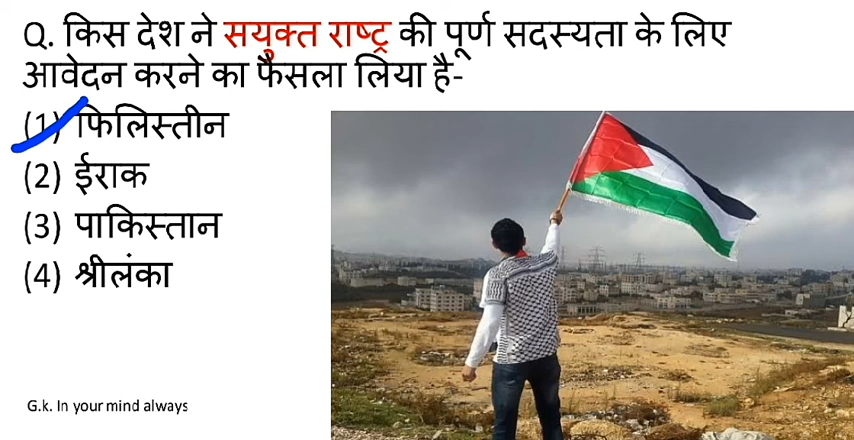 Q. किस देश ने सयुक्त राष्ट्र की पूर्ण सदस्यता के लिए
आवेदन करने का फैसला लिया है-
(1) फिलिस्तीन
(2) ईराक
(3) पाकिस्तान
(4) श्रीलंका
G.k. In your mind always